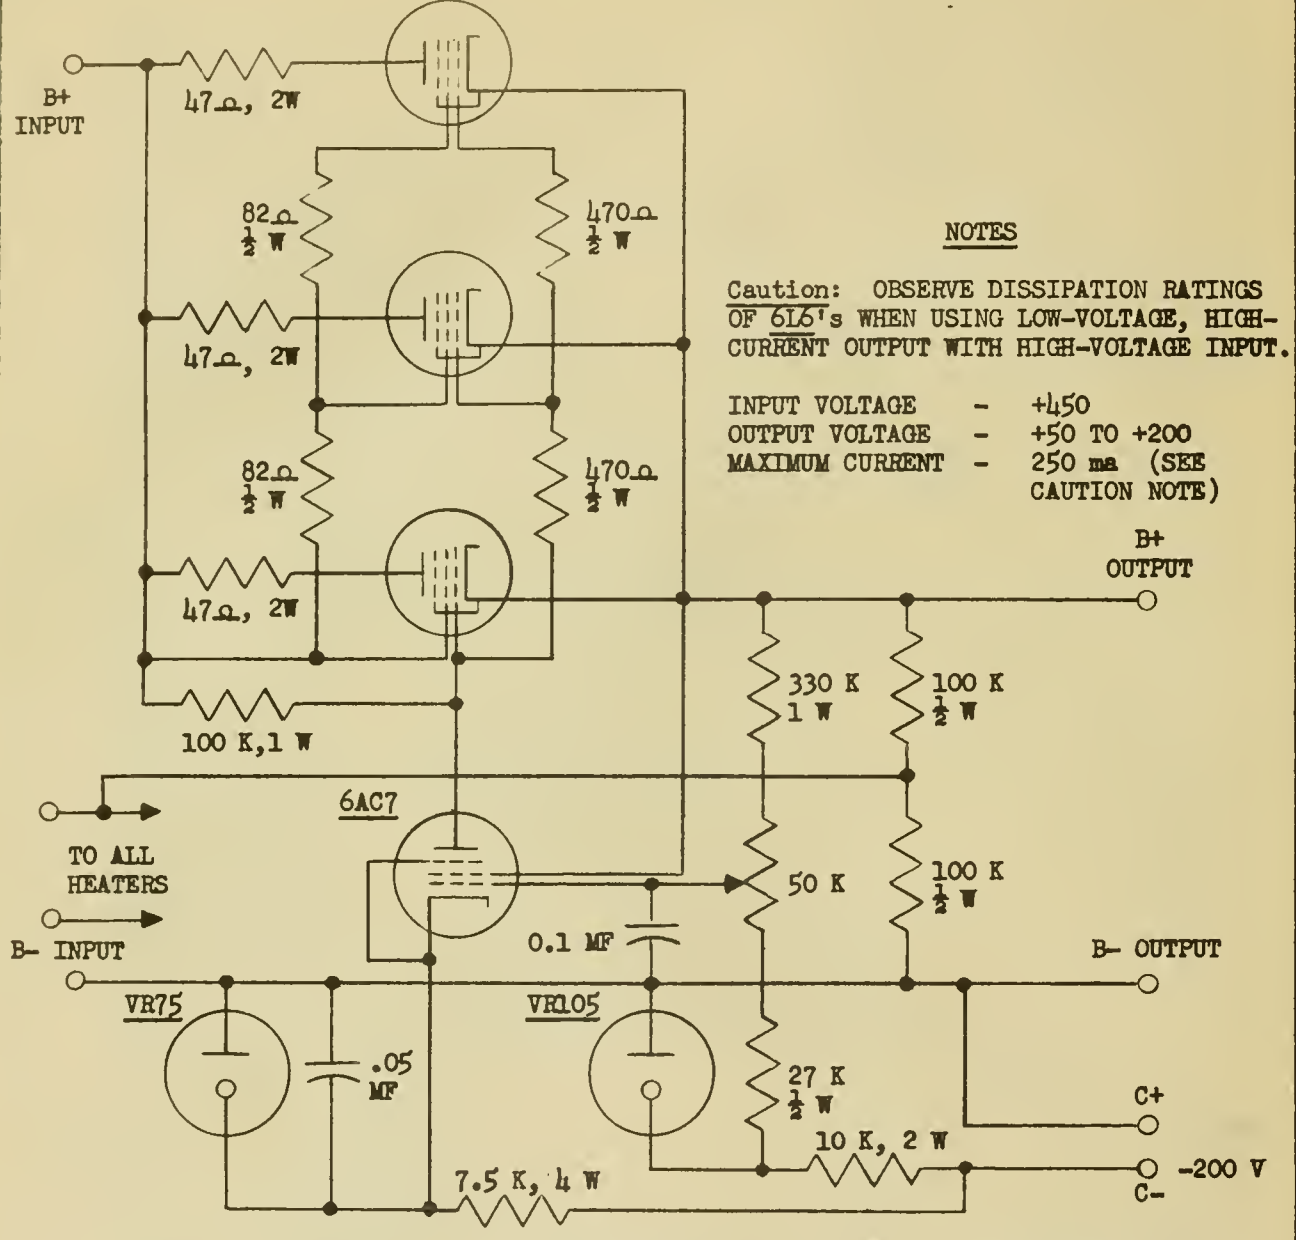 B+
INPUT
47Ω, 2W
82Ω
½ W
470Ω
½ W
47Ω, 2W
82Ω
½ W
470Ω
½ W
47Ω, 2W
100 K,1 W
NOTES
Caution: OBSERVE DISSIPATION RATINGS
OF 6L6's WHEN USING LOW-VOLTAGE, HIGH-
CURRENT OUTPUT WITH HIGH-VOLTAGE INPUT.
INPUT VOLTAGE - +450
OUTPUT VOLTAGE - +50 TO +200
MAXIMUM CURRENT - 250 ma (SEE
CAUTION NOTE)
B+
OUTPUT
330 K
1 W
100 K
½ W
6AC7
TO ALL
HEATERS
50 K
100 K
½ W
0.1 MF
B- INPUT
B- OUTPUT
VR75
VR105
.05
MF
27 K
½ W
C+
10 K, 2 W
7.5 K, 4 W
-200 V
C-